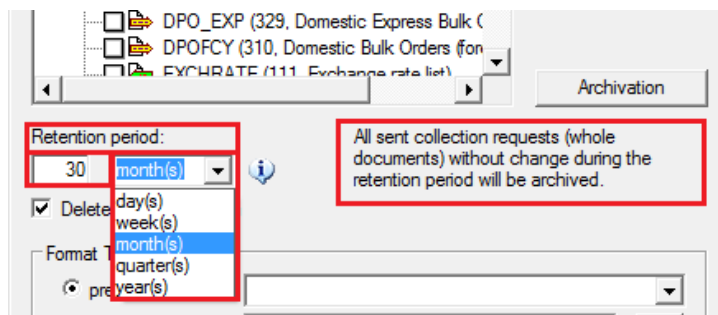 DPO_EXP (329, Domestic Express Bulk
DPOFCY (310, Domestic Bulk Orders (for
EXCHRATE (111, Exchange rate list)
Archivation
Retention period:
30 month(s)
All sent collection requests (whole
documents) without change during the
retention period will be archived.
Delete
day(s)
week(s)
month(s)
quarter(s)
year(s)
Format T
pre